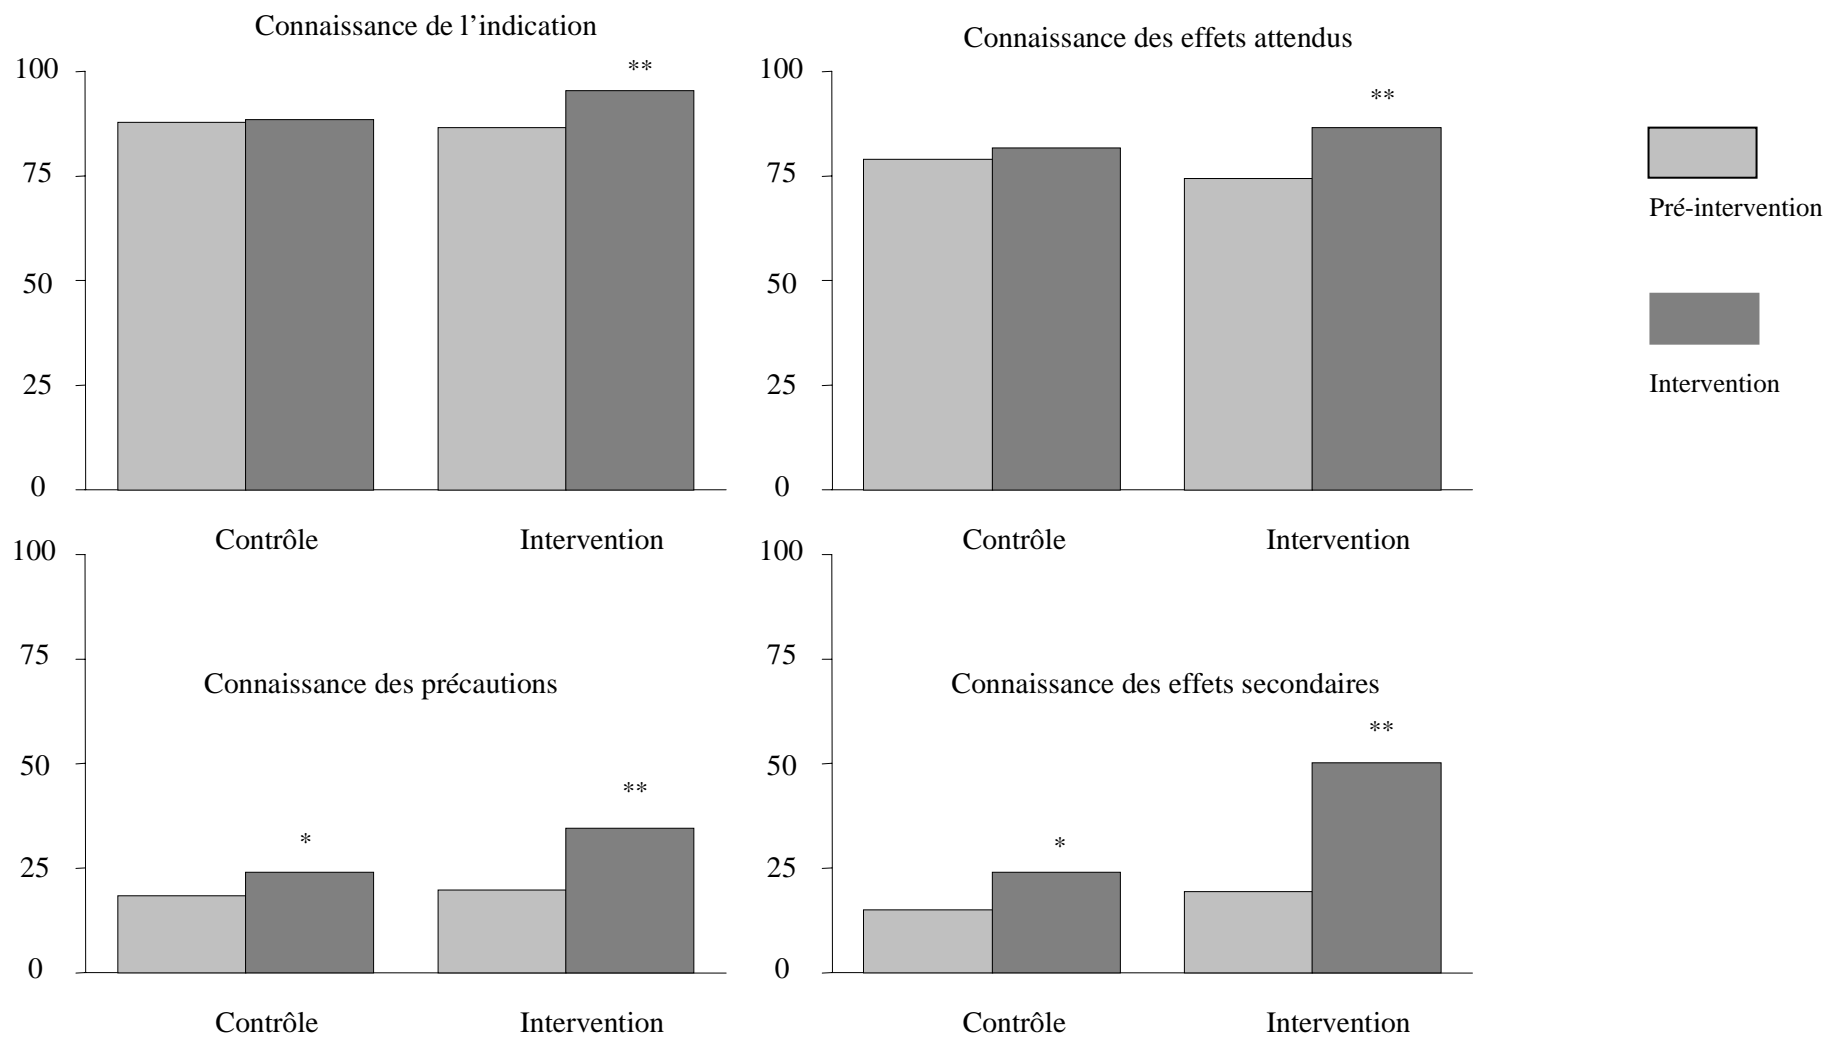 Connaissance de l’indication
100
**
75
50
25
0
Contrôle Intervention
Connaissance des effets attendus
100
**
75
50
25
0
Contrôle Intervention
Pré-intervention
Intervention
100
75
Connaissance des précautions
50
**
*
25
0
Contrôle Intervention
100
75
Connaissance des effets secondaires
**
50
*
25
0
Contrôle Intervention